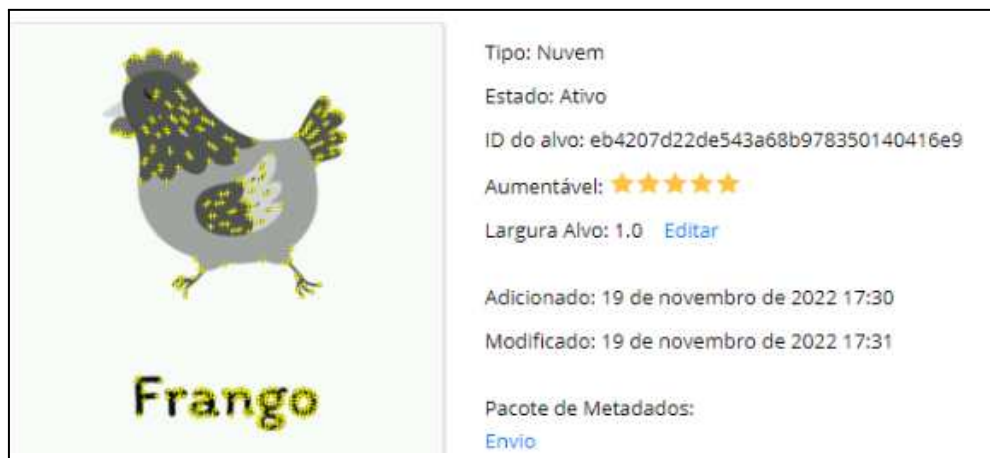 Frango
Tipo: Nuvem
Estado: Ativo
ID do alvo: eb4207d22de543a68b978350140416e9
Aumentável:
Largura Alvo: 1.0 Editar
Adicionado: 19 de novembro de 2022 17:30
Modificado: 19 de novembro de 2022 17:31
Pacote de Metadados:
Envio